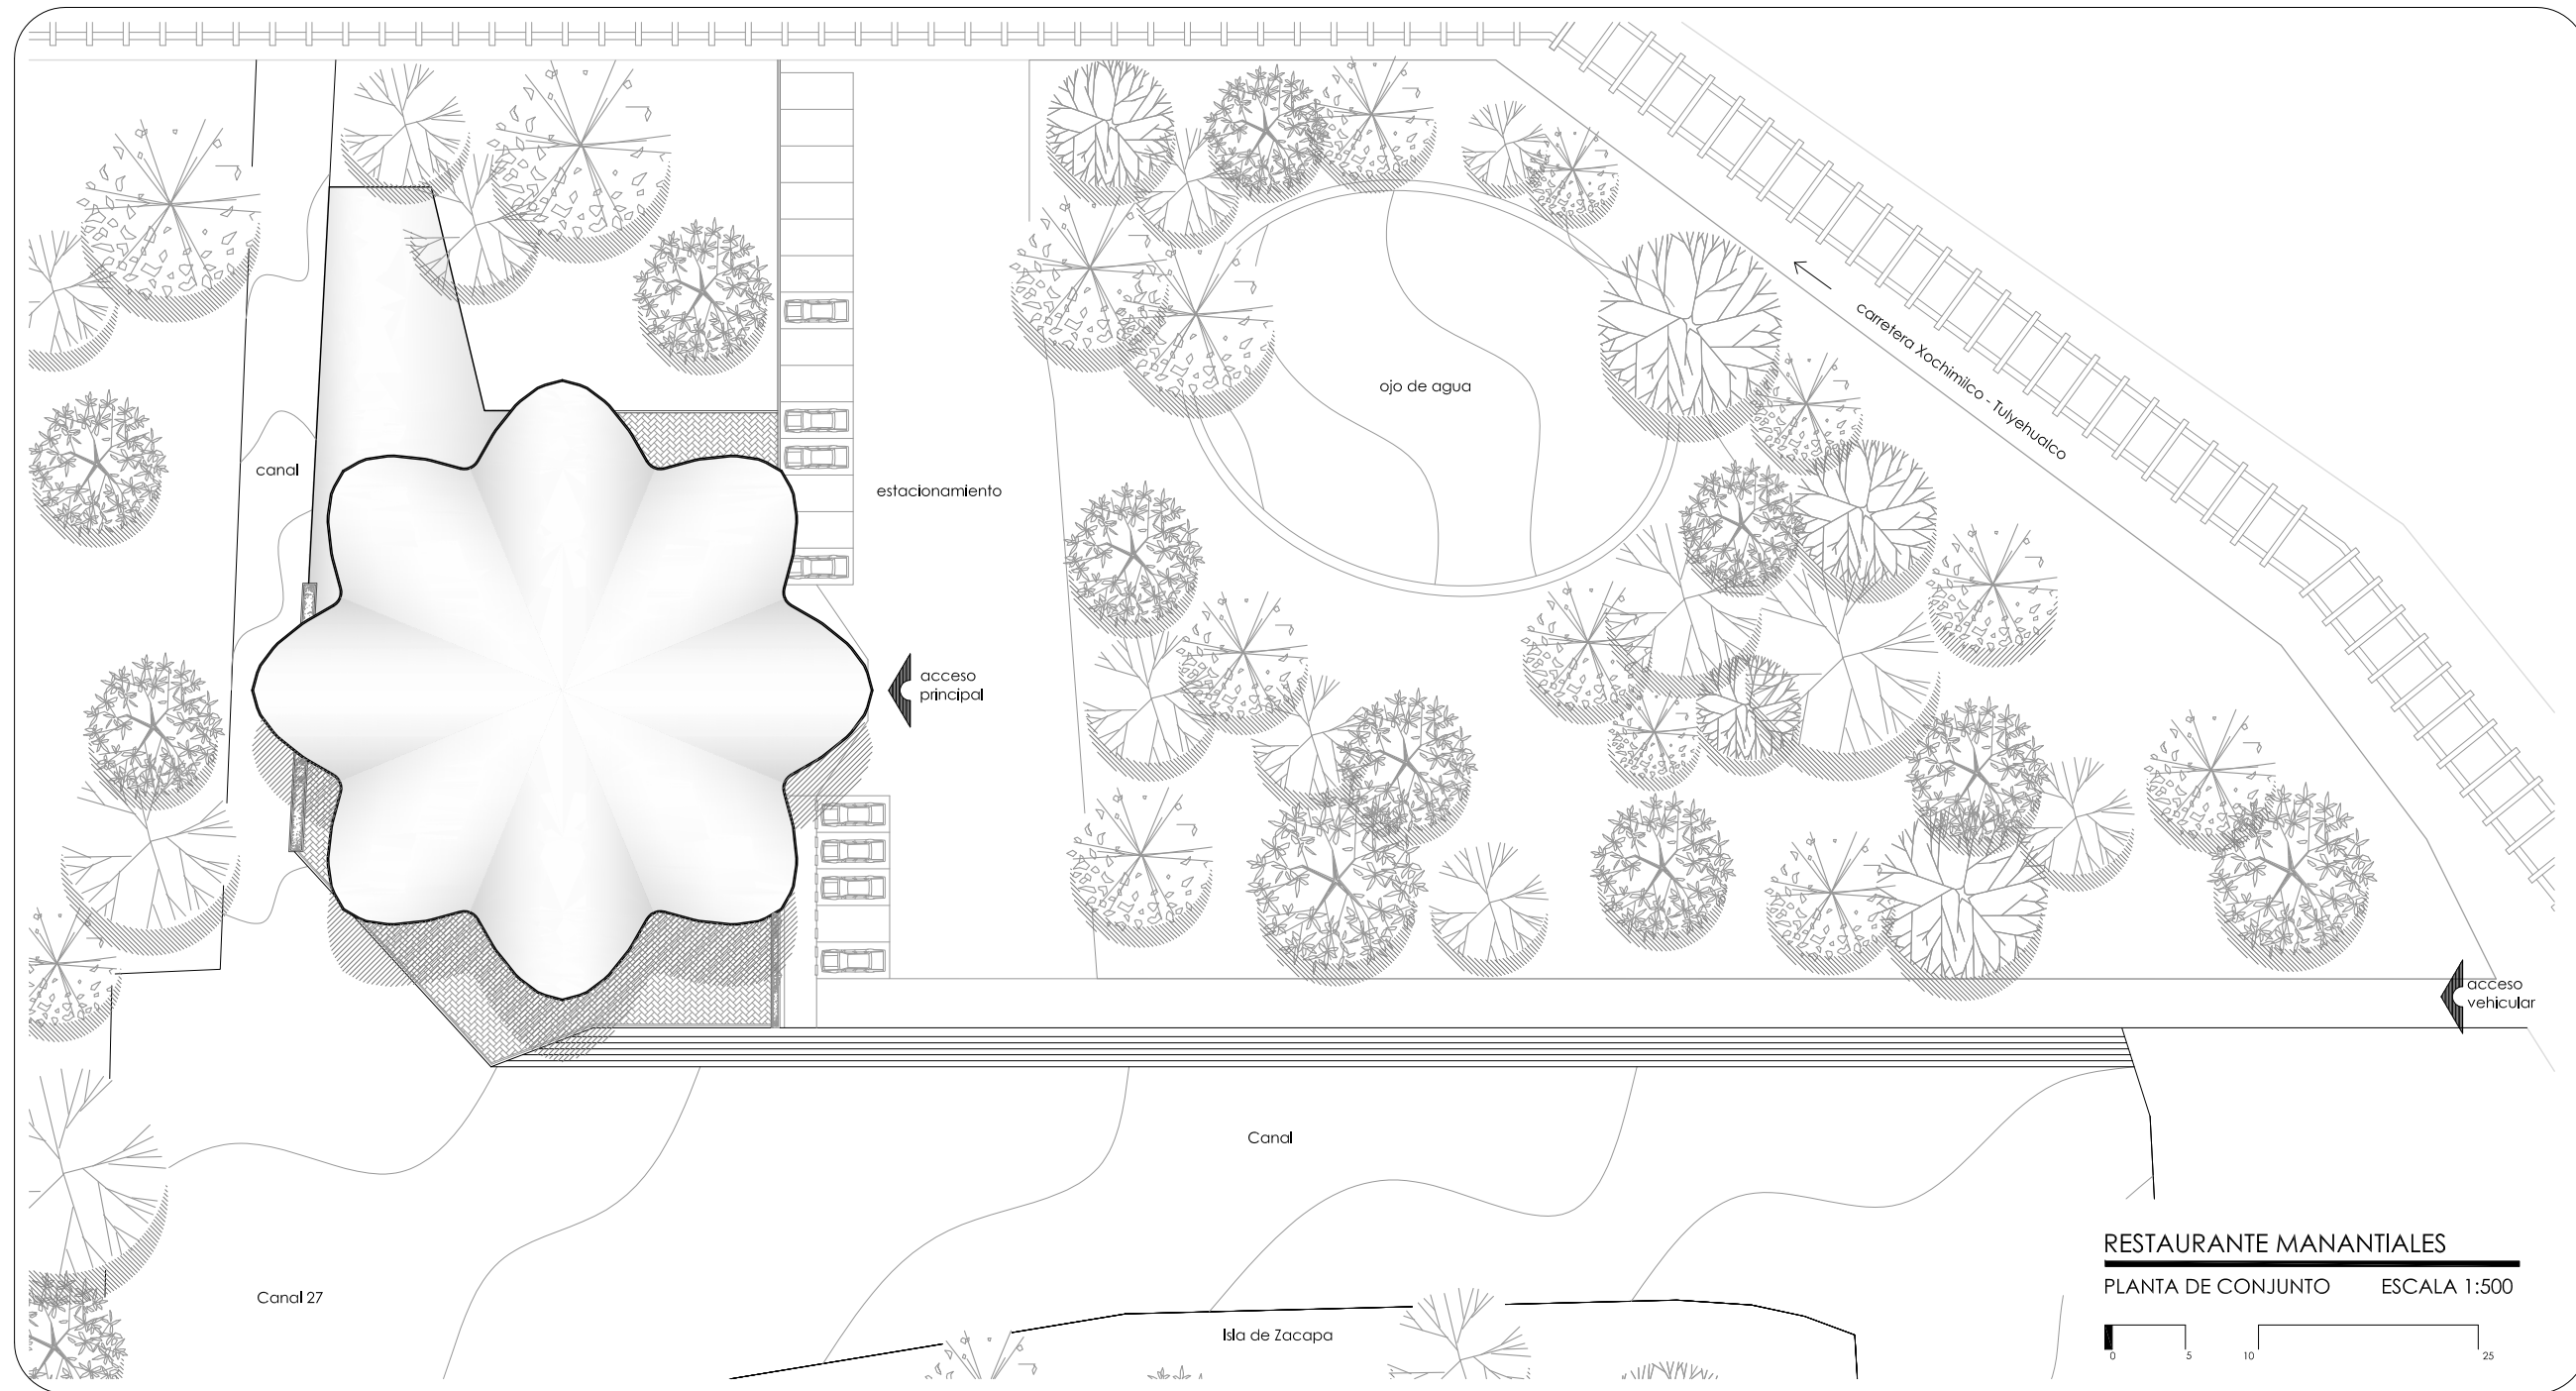 carretera Xochimilco - Tulyehualco
ojo de agua
canal
estacionamiento
acceso
principal
acceso
vehicular
Canal
RESTAURANTE MANANTIALES
PLANTA DE CONJUNTO ESCALA 1:500
Canal 27
Isla de Zacapa
0 5 10 25